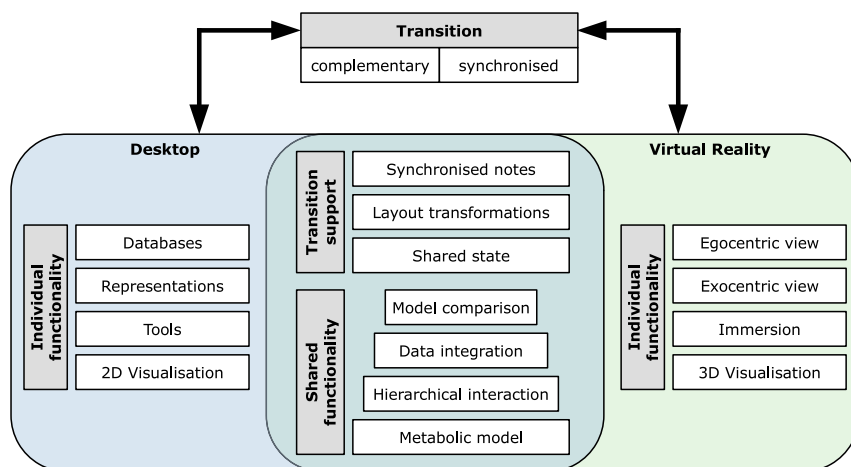 Transition
complementary
synchronised
Desktop
Virtual Reality
Individual
functionality
Databases
Representations
Tools
2D Visualisation
Transition
support
Synchronised notes
Layout transformations
Shared state
Shared
functionality
Model comparison
Data integration
Hierarchical interaction
Metabolic model
Individual
functionality
Egocentric view
Exocentric view
Immersion
3D Visualisation